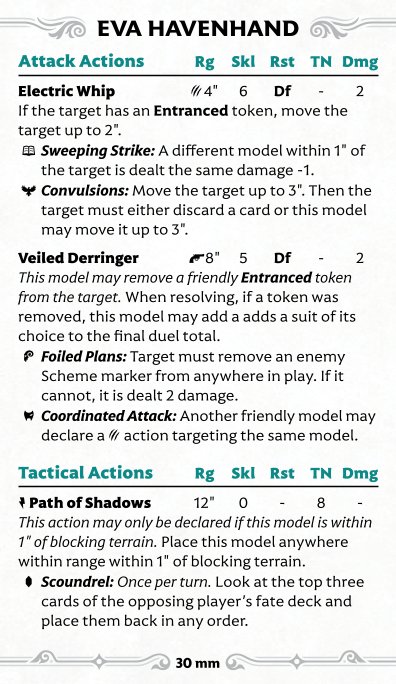 EVA HAVENHAND
Attack Actions Rg Skl Rst TN Dmg
Electric Whip 4" 6 Df - 2
If the target has an Entranced token, move the
target up to 2".
Sweeping Strike: A different model within 1" of
the target is dealt the same damage -1.
Convulsions: Move the target up to 3". Then the
target must either discard a card or this model
may move it up to 3".
Veiled Derringer 8" 5 Df - 2
This model may remove a friendly Entranced token
from the target. When resolving, if a token was
removed, this model may add a adds a suit of its
choice to the final duel total.
Foiled Plans: Target must remove an enemy
Scheme marker from anywhere in play. If it
cannot, it is dealt 2 damage.
Coordinated Attack: Another friendly model may
declare a action targeting the same model.
Tactical Actions Rg Skl Rst TN Dmg
Path of Shadows 12" 0 - 8 -
This action may only be declared if this model is within
1" of blocking terrain. Place this model anywhere
within range within 1" of blocking terrain.
Scoundrel: Once per turn. Look at the top three
cards of the opposing player's fate deck and
place them back in any order.
30 mm